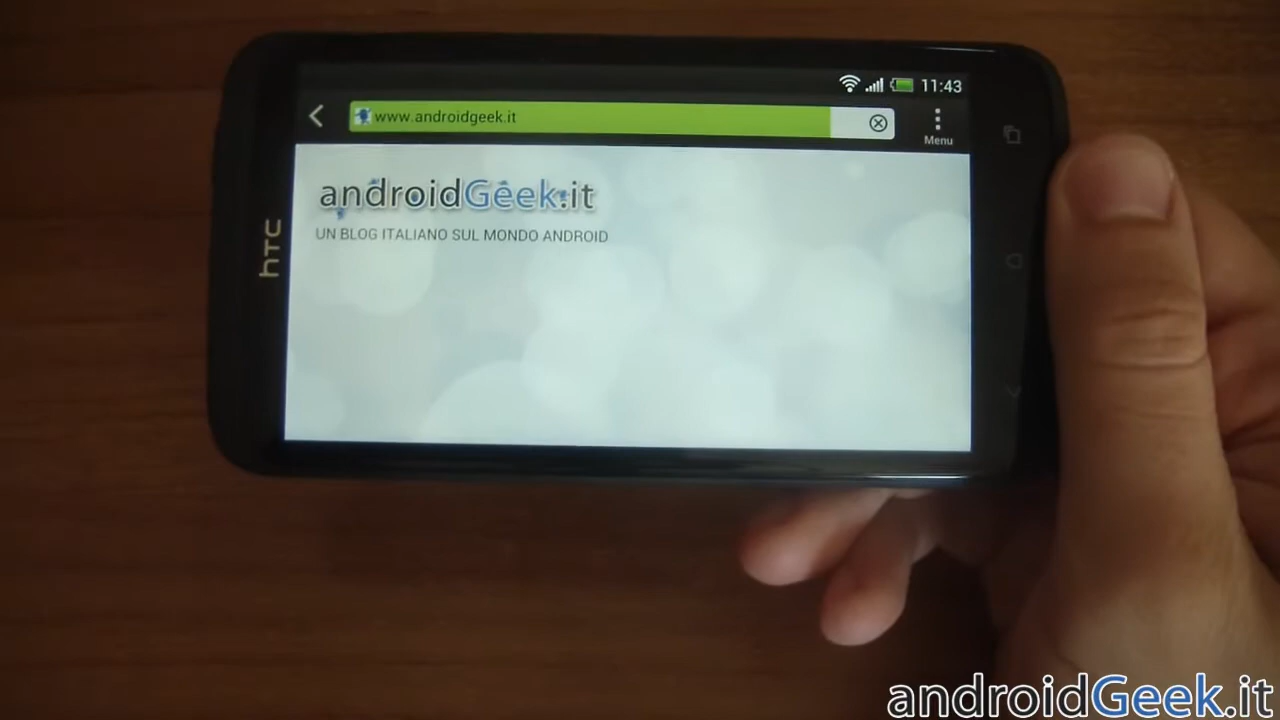 11:43
www.androidgeek.it
Menu
androidGeek.it
UN BLOG ITALIANO SUL MONDO ANDROID
hTC
androidGeek.it